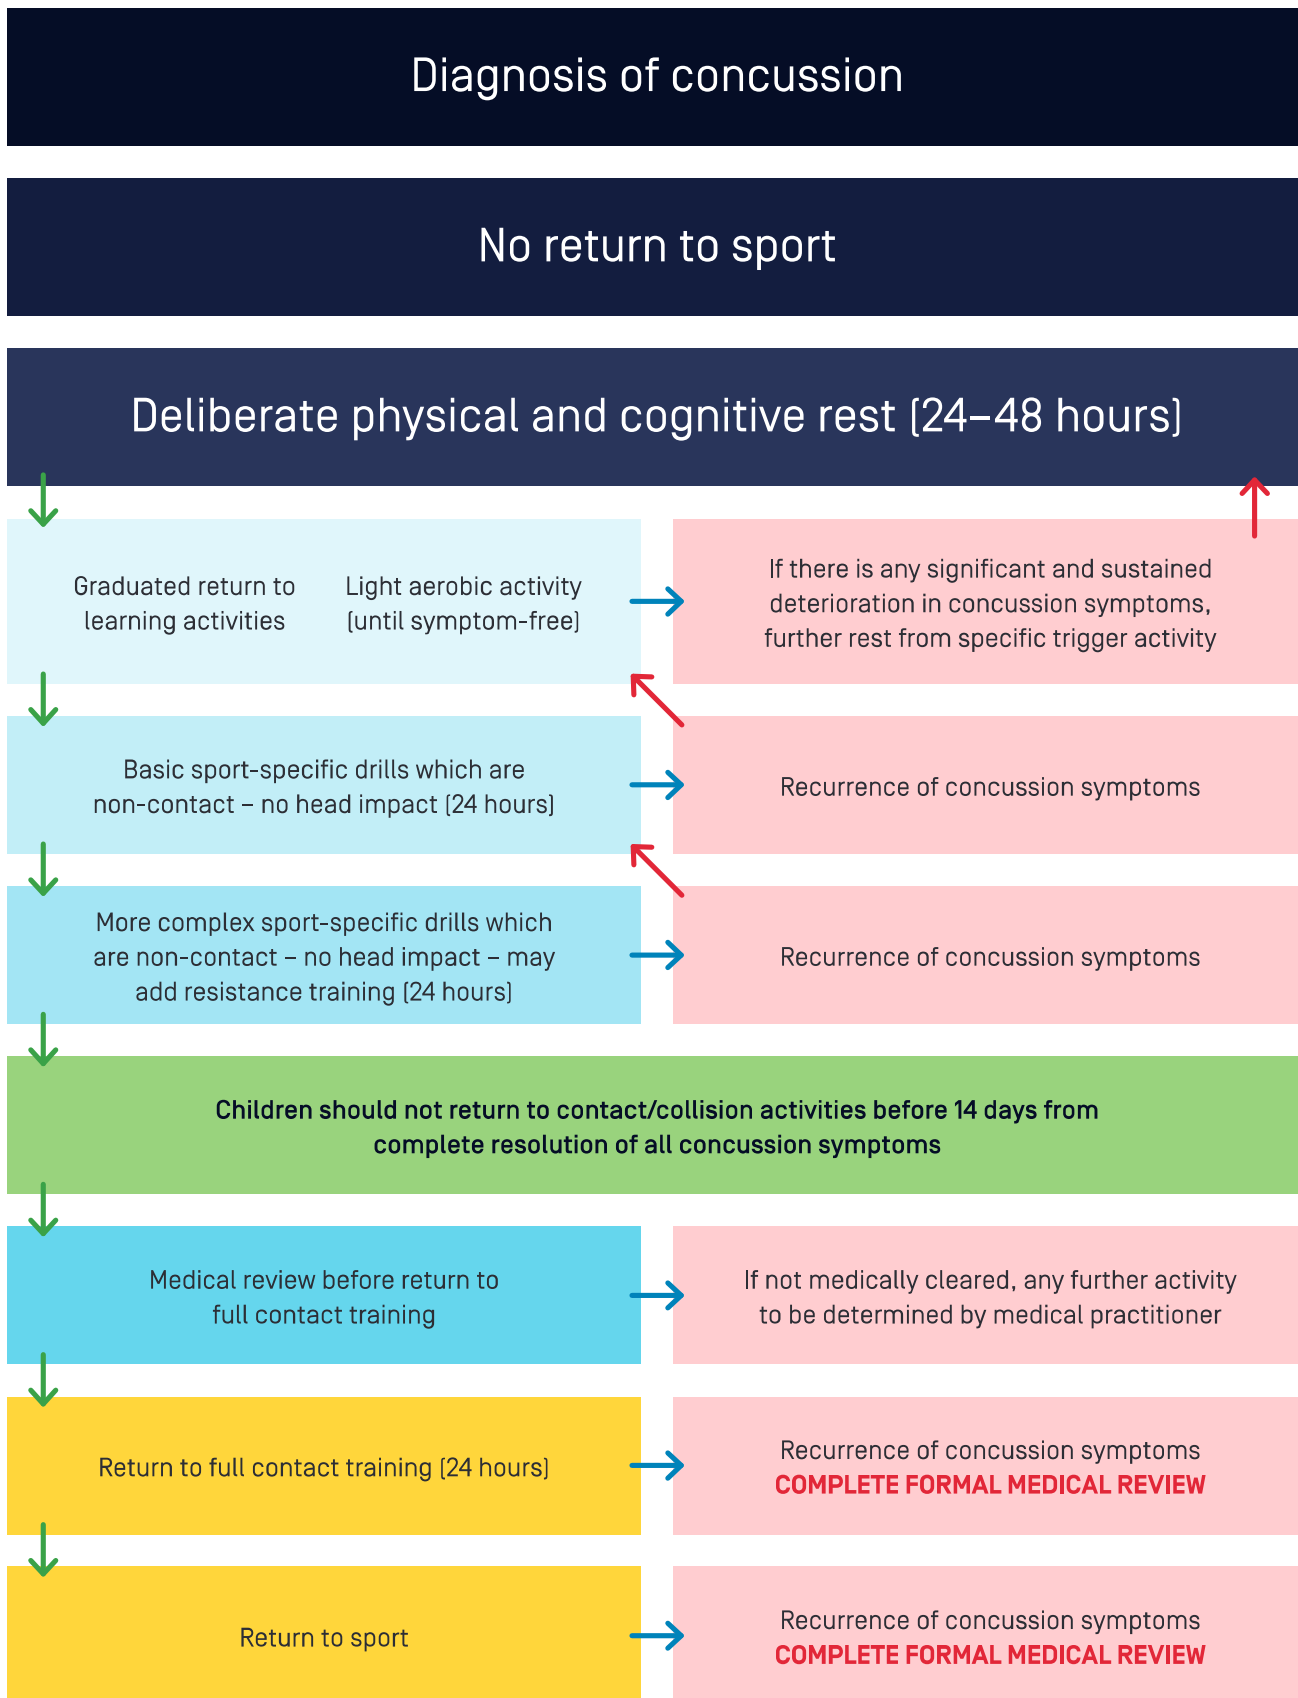 Diagnosis of concussion
No return to sport
Deliberate physical and cognitive rest (24–48 hours)
Graduated return to
learning activities
Light aerobic activity
(until symptom-free)
If there is any significant and sustained
deterioration in concussion symptoms,
further rest from specific trigger activity
Basic sport-specific drills which are
non-contact – no head impact (24 hours)
Recurrence of concussion symptoms
More complex sport-specific drills which
are non-contact – no head impact – may
add resistance training (24 hours)
Recurrence of concussion symptoms
Children should not return to contact/collision activities before 14 days from
complete resolution of all concussion symptoms
Medical review before return to
full contact training
If not medically cleared, any further activity
to be determined by medical practitioner
Return to full contact training (24 hours)
Recurrence of concussion symptoms
COMPLETE FORMAL MEDICAL REVIEW
Return to sport
Recurrence of concussion symptoms
COMPLETE FORMAL MEDICAL REVIEW